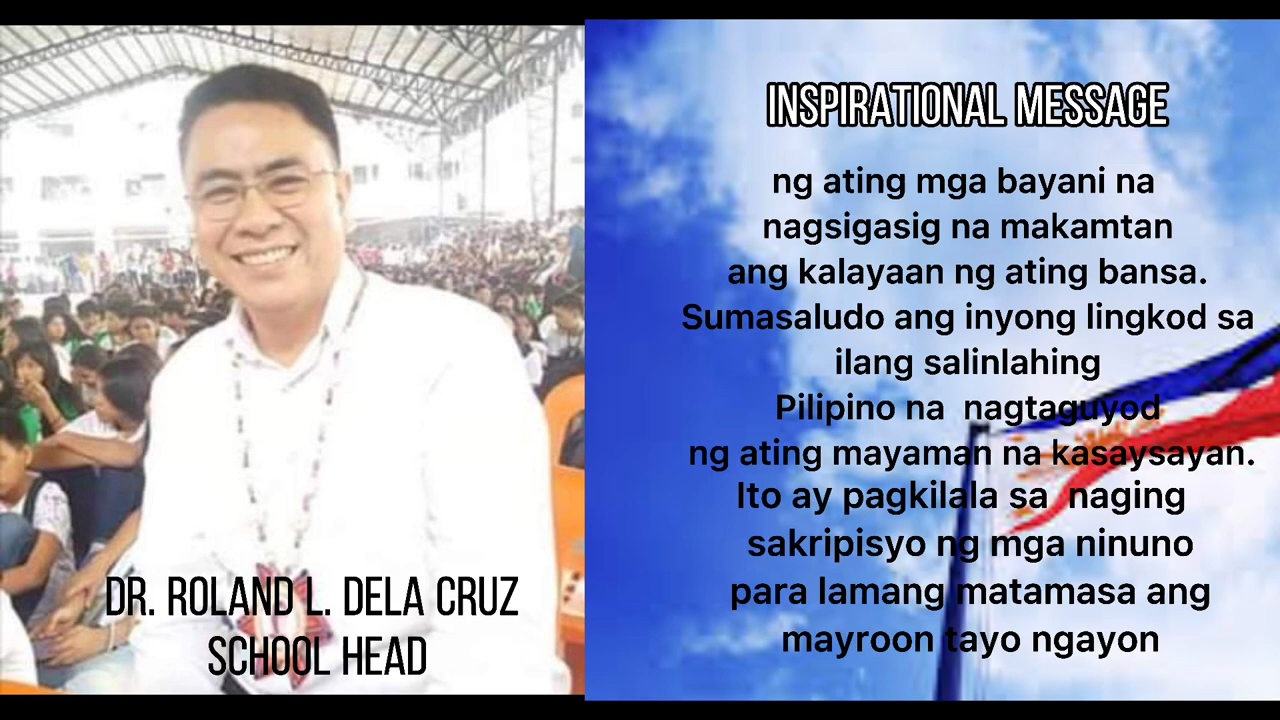 DR. ROLAND L. DELA CRUZ
SCHOOL HEAD
INSPIRATIONAL MESSAGE
ng ating mga bayani na
nagsigasig na makamtan
ang kalayaan ng ating bansa.
Sumasaludo ang inyong lingkod sa
ilang salinlahing
Pilipino na nagtaguyod
ng ating mayaman na kasaysayan.
Ito ay pagkilala sa naging
sakripisyo ng mga ninuno
para lamang matamasa ang
mayroon tayo ngayon